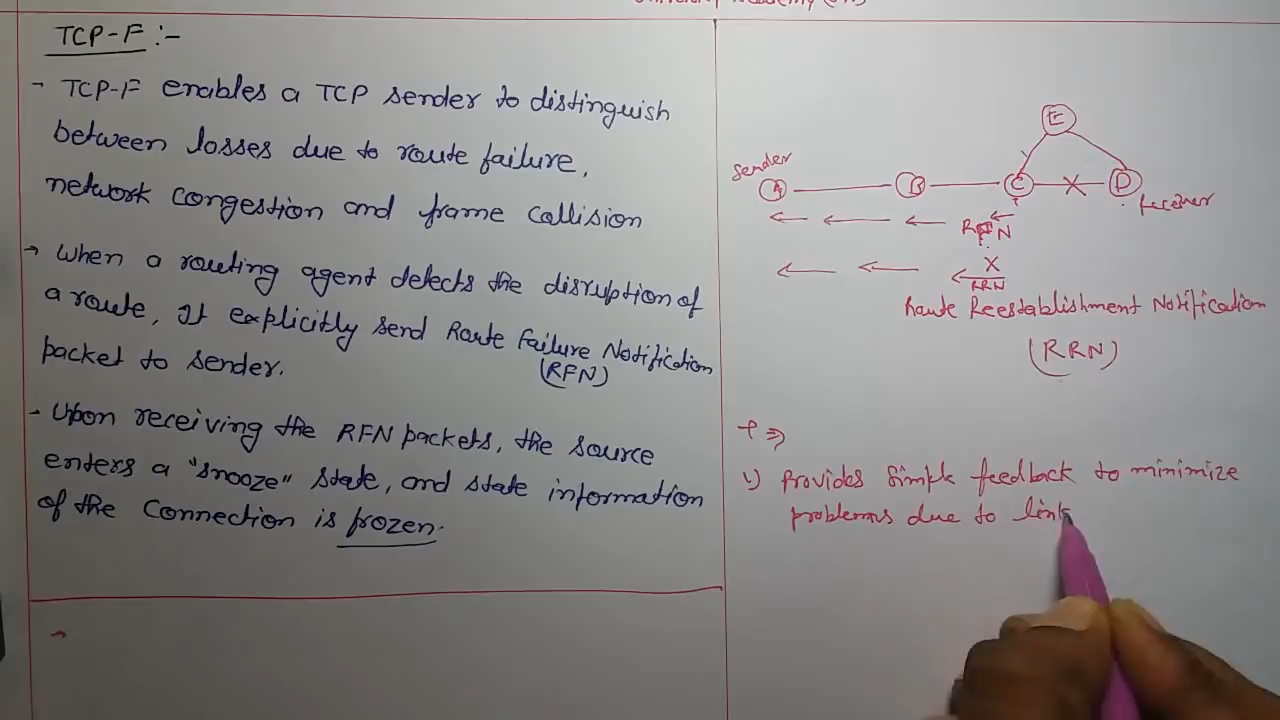 TCP-F :-
- TCP-F enables a TCP sender to distinguish
between losses due to route failure,
network congestion and frame collision
→ When a routing agent detects the disruption of
a route, It explicitly send Route Failure Notification
(RFN)
packet to sender.
- Upon receiving the RFN packets, the source
enters a "snooze" state, and state information
of the connection is frozen.
→
E
sender
A B C X D
receiver
RFN
X
RRN
Route Reestablishment Notification
(RRN)
+ ⇒
1) Provides simple feedback to minimize
problems due to link